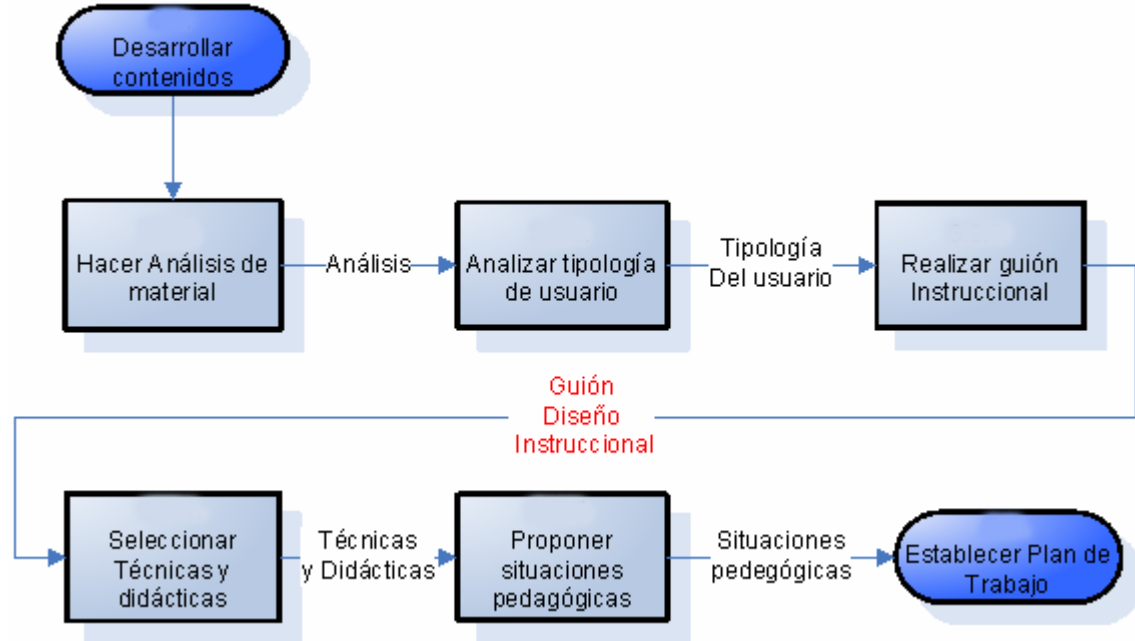 Desarrollar
contenidos
Hacer Análisis de
material
Análisis
Analizar tipología
de usuario
Tipología
Del usuario
Realizar guión
Instruccional
Guión
Diseño
Instruccional
Seleccionar
Técnicas y
didácticas
Técnicas
y Didácticas
Proponer
situaciones
pedagógicas
Situaciones
pedegógicas
Establecer Plan de
Trabajo